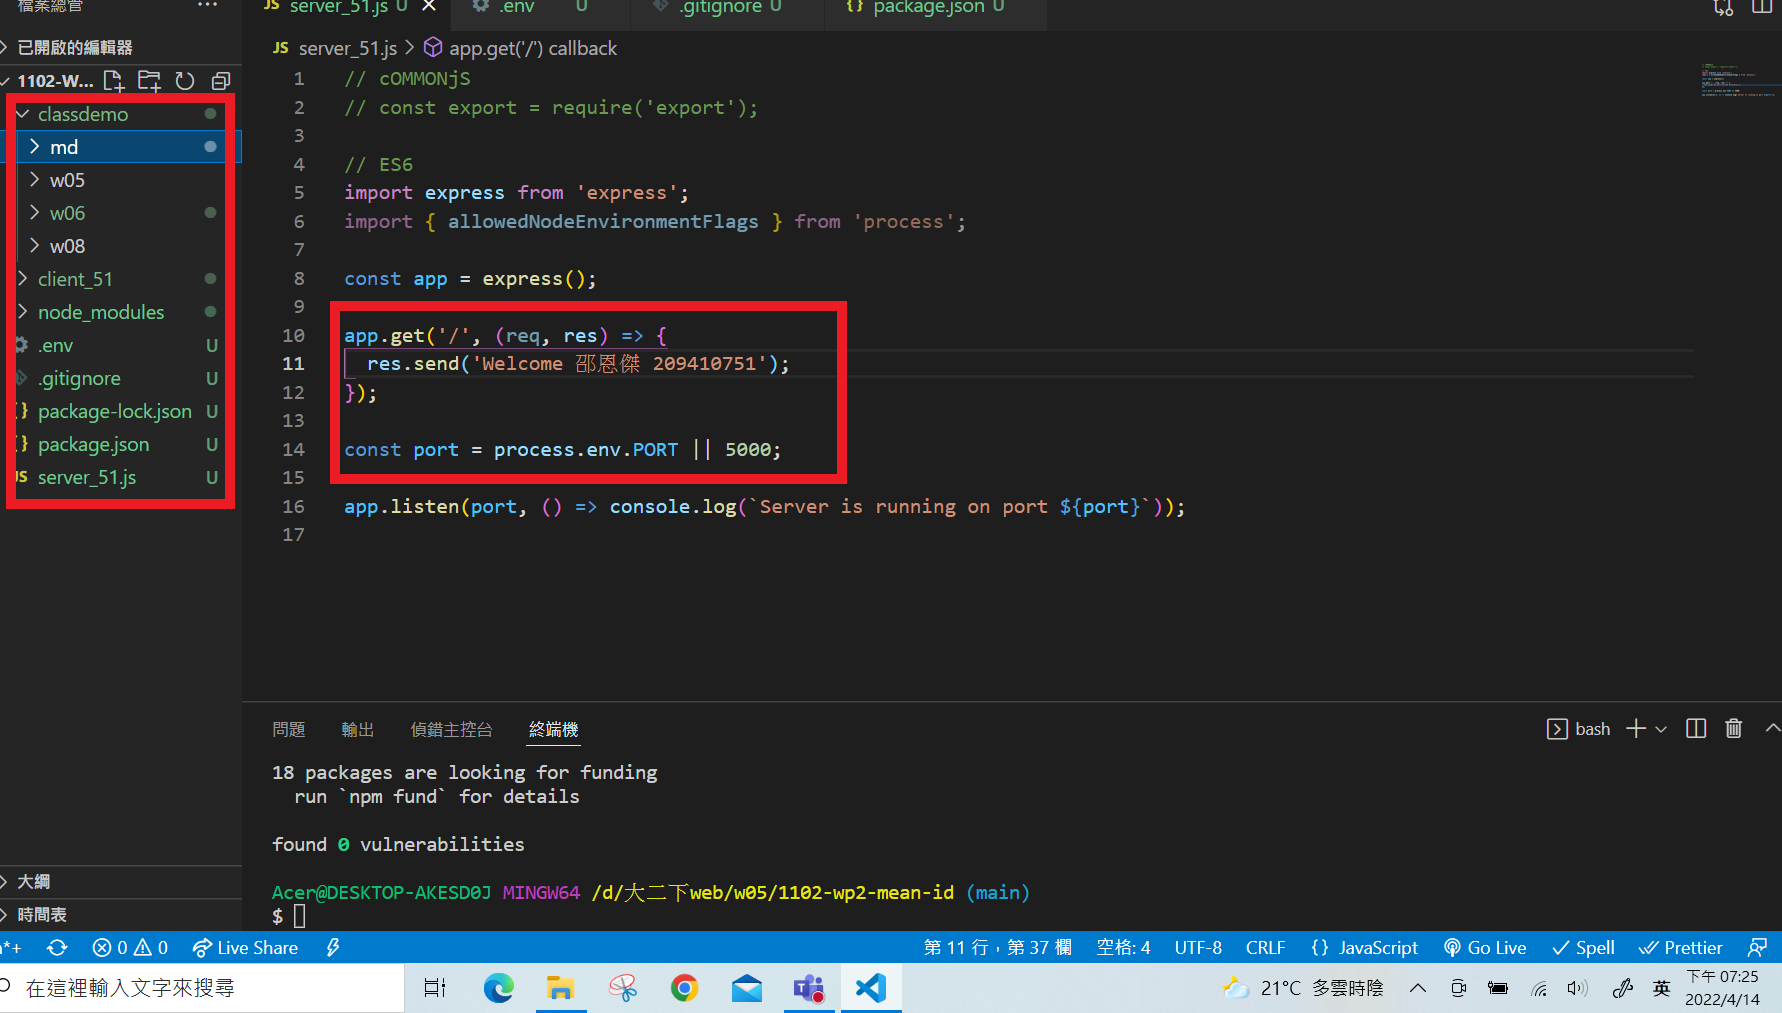 檔案總管 ···
JS server_51.js U
.env U
.gitignore U
{} package.json U
已開啟的編輯器
JS server_51.js > app.get('/') callback
1102-W...
classdemo
md
w05
w06
w08
client_51
node_modules
.env U
.gitignore U
package-lock.json U
{} package.json U
JS server_51.js U
1 // cOMMONjS
2 // const export = require('export');
3
4 // ES6
5 import express from 'express';
6 import { allowedNodeEnvironmentFlags } from 'process';
7
8 const app = express();
9
10 app.get('/', (req, res) => {
11 res.send('Welcome 邵恩傑 209410751');
12 });
13
14 const port = process.env.PORT || 5000;
15
16 app.listen(port, () => console.log(`Server is running on port ${port}`));
17
問題 輸出 偵錯主控台 終端機
bash
18 packages are looking for funding
run `npm fund` for details
found 0 vulnerabilities
Acer@DESKTOP-AKESD0J MINGW64 /d/大二下web/w05/1102-wp2-mean-id (main)
$
大綱
時間表
*+ 0 0 Live Share
第 11 行，第 37 欄 空格: 4 UTF-8 CRLF {} JavaScript Go Live Spell Prettier
在這裡輸入文字來搜尋
21°C 多雲時陰
英
下午 07:25
2022/4/14